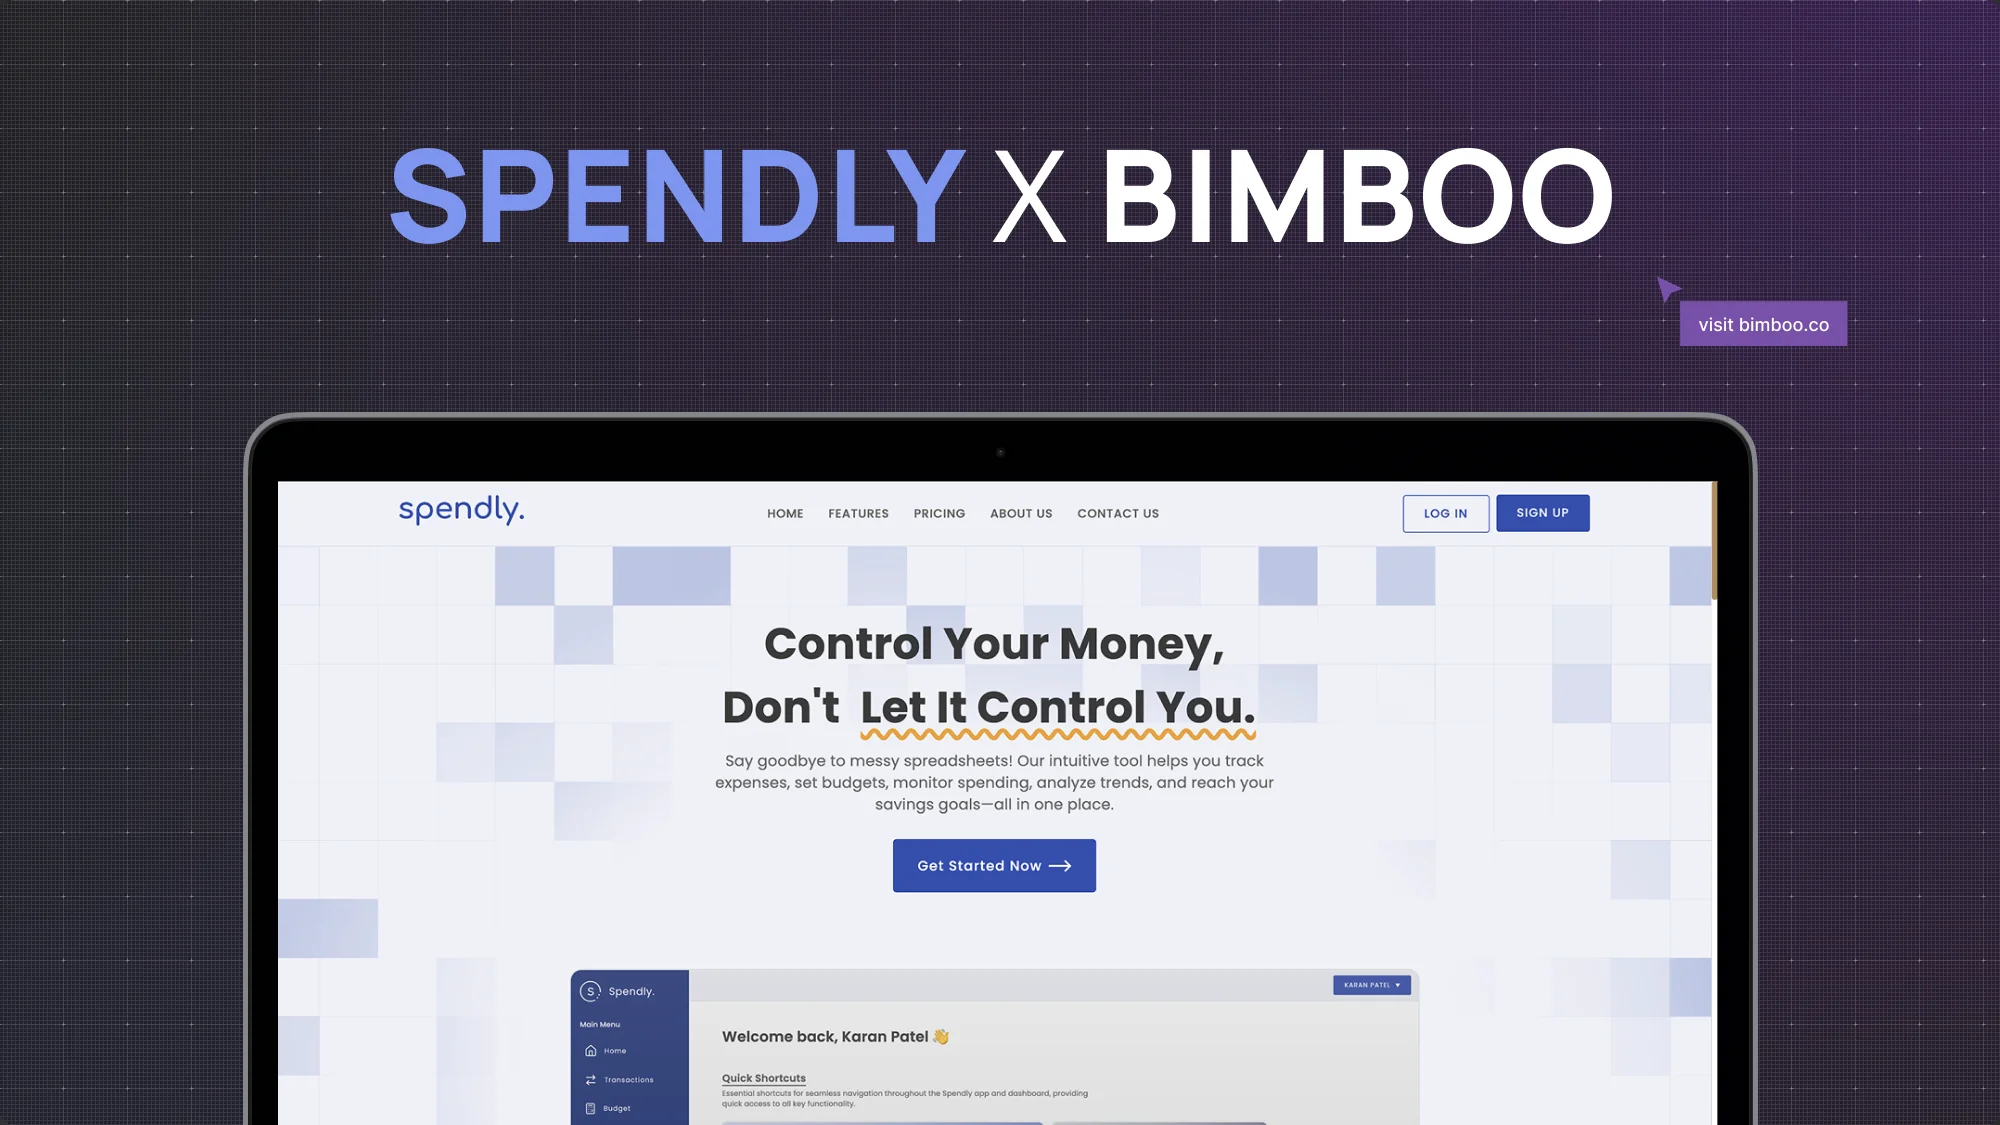 SPENDLY X BIMBOO
visit bimboo.co
spendly.
HOME FEATURES PRICING ABOUT US CONTACT US
LOG IN SIGN UP
Control Your Money,
Don't Let It Control You.
Say goodbye to messy spreadsheets! Our intuitive tool helps you track
expenses, set budgets, monitor spending, analyze trends, and reach your
savings goals—all in one place.
Get Started Now
S. Spendly.
KARAN PATEL
Main Menu
Home
Transactions
Budget
Welcome back, Karan Patel 👋
Quick Shortcuts
Essential shortcuts for seamless navigation throughout the Spendly app and dashboard, providing
quick access to all key functionality.